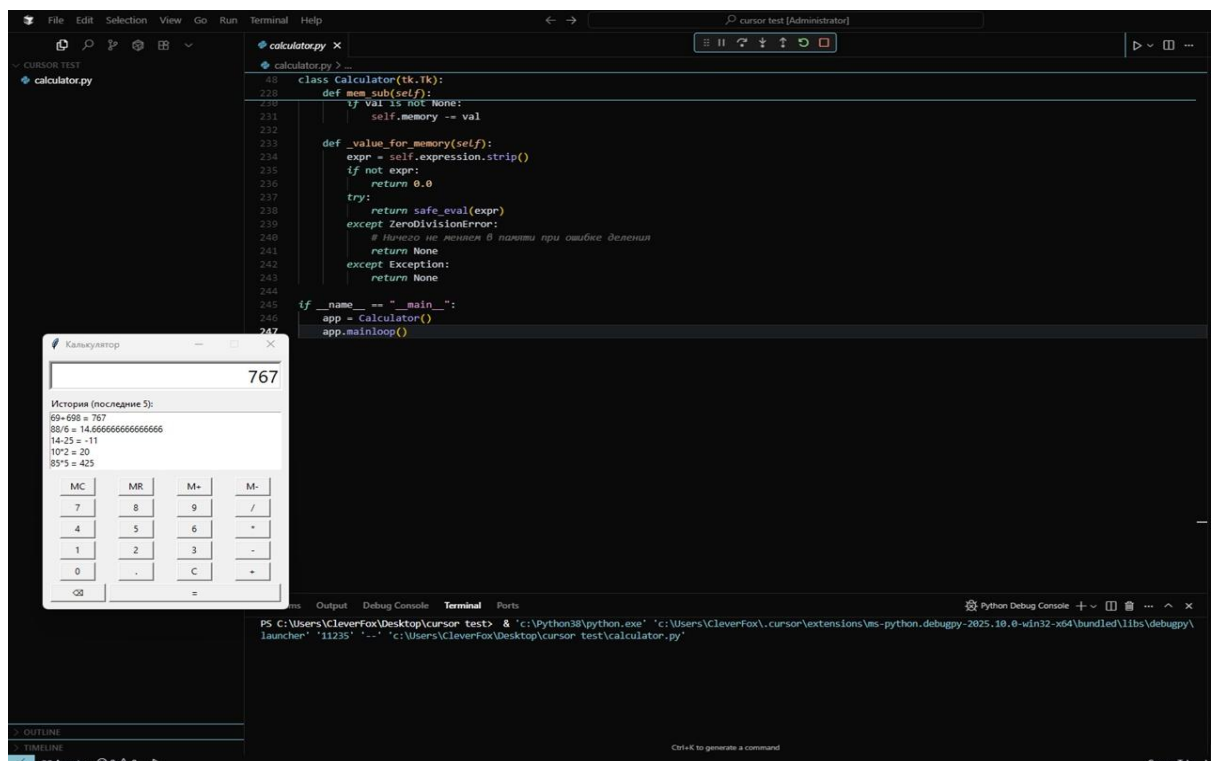 File Edit Selection View Go Run Terminal Help
cursor test [Administrator]
calculator.py
CURSOR TEST
calculator.py
calculator.py > ...
48 class Calculator(tk.Tk):
228 def mem_sub(self):
230 if val is not None:
231 self.memory -= val
232
233 def _value_for_memory(self):
234 expr = self.expression.strip()
235 if not expr:
236 return 0.0
237 try:
238 return safe_eval(expr)
239 except ZeroDivisionError:
240 # Ничего не меняем в памяти при ошибке деления
241 return None
242 except Exception:
243 return None
244
245 if __name__ == "__main__":
246 app = Calculator()
247 app.mainloop()
Калькулятор
767
История (последние 5):
69+698 = 767
88/6 = 14.666666666666666
14-25 = -11
10*2 = 20
85*5 = 425
MC MR M+ M-
7 8 9 /
4 5 6 *
1 2 3 -
0 . C +
⌫ =
Output Debug Console Terminal Ports
Python Debug Console
PS C:\Users\CleverFox\Desktop\cursor test> & 'c:\Python38\python.exe' 'c:\Users\CleverFox\.cursor\extensions\ms-python.debugpy-2025.10.0-win32-x64\bundled\libs\debugpy\
launcher' '11235' '--' 'c:\Users\CleverFox\Desktop\cursor test\calculator.py'
OUTLINE
TIMELINE
Ctrl+K to generate a command